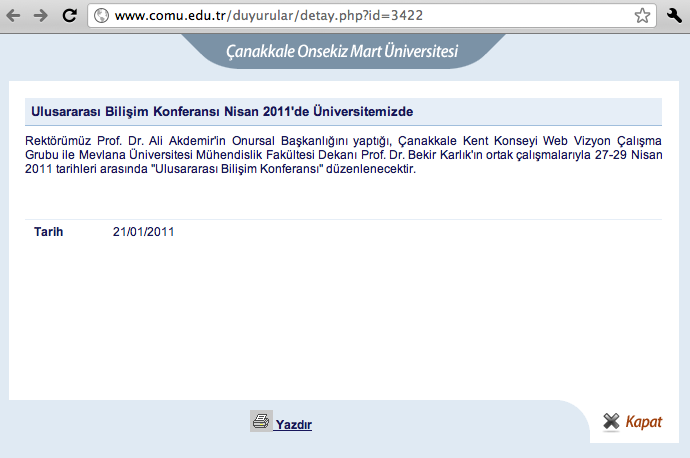 www.comu.edu.tr/duyurular/detay.php?id=3422
Çanakkale Onsekiz Mart Üniversitesi
Ulusararası Bilişim Konferansı Nisan 2011'de Üniversitemizde
Rektörümüz Prof. Dr. Ali Akdemir'in Onursal Başkanlığını yaptığı, Çanakkale Kent Konseyi Web Vizyon Çalışma
Grubu ile Mevlana Üniversitesi Mühendislik Fakültesi Dekanı Prof. Dr. Bekir Karlık'ın ortak çalışmalarıyla 27-29 Nisan
2011 tarihleri arasında "Ulusararası Bilişim Konferansı" düzenlenecektir.
Tarih 21/01/2011
Yazdır
Kapat